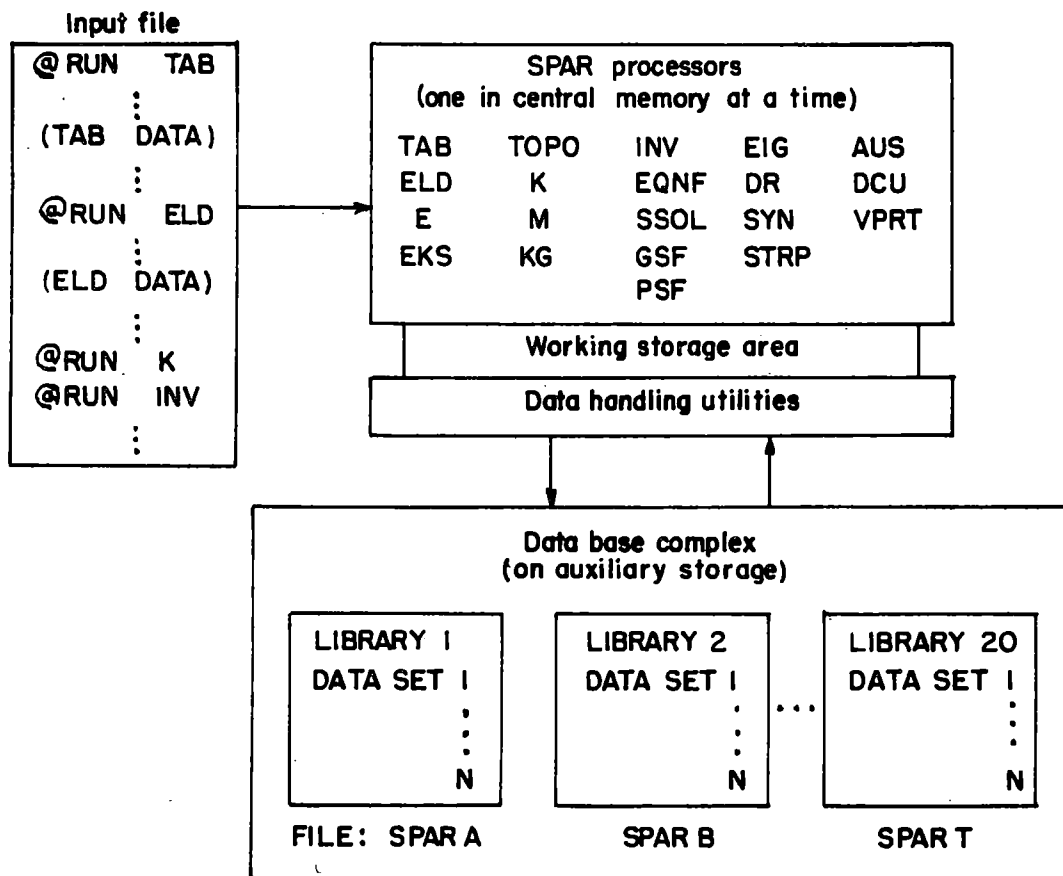 Input file
@RUN TAB
(TAB DATA)
@RUN ELD
(ELD DATA)
@RUN K
@RUN INV
SPAR processors
(one in central memory at a time)
TAB TOPO INV EIG AUS
ELD K EQNF DR DCU
E M SSOL SYN VPRT
EKS KG GSF STRP
PSF
Working storage area
Data handling utilities
Data base complex
(on auxiliary storage)
LIBRARY 1 LIBRARY 2 LIBRARY 20
DATA SET 1 DATA SET 1 ... DATA SET 1
N N N
FILE: SPAR A SPAR B SPAR T